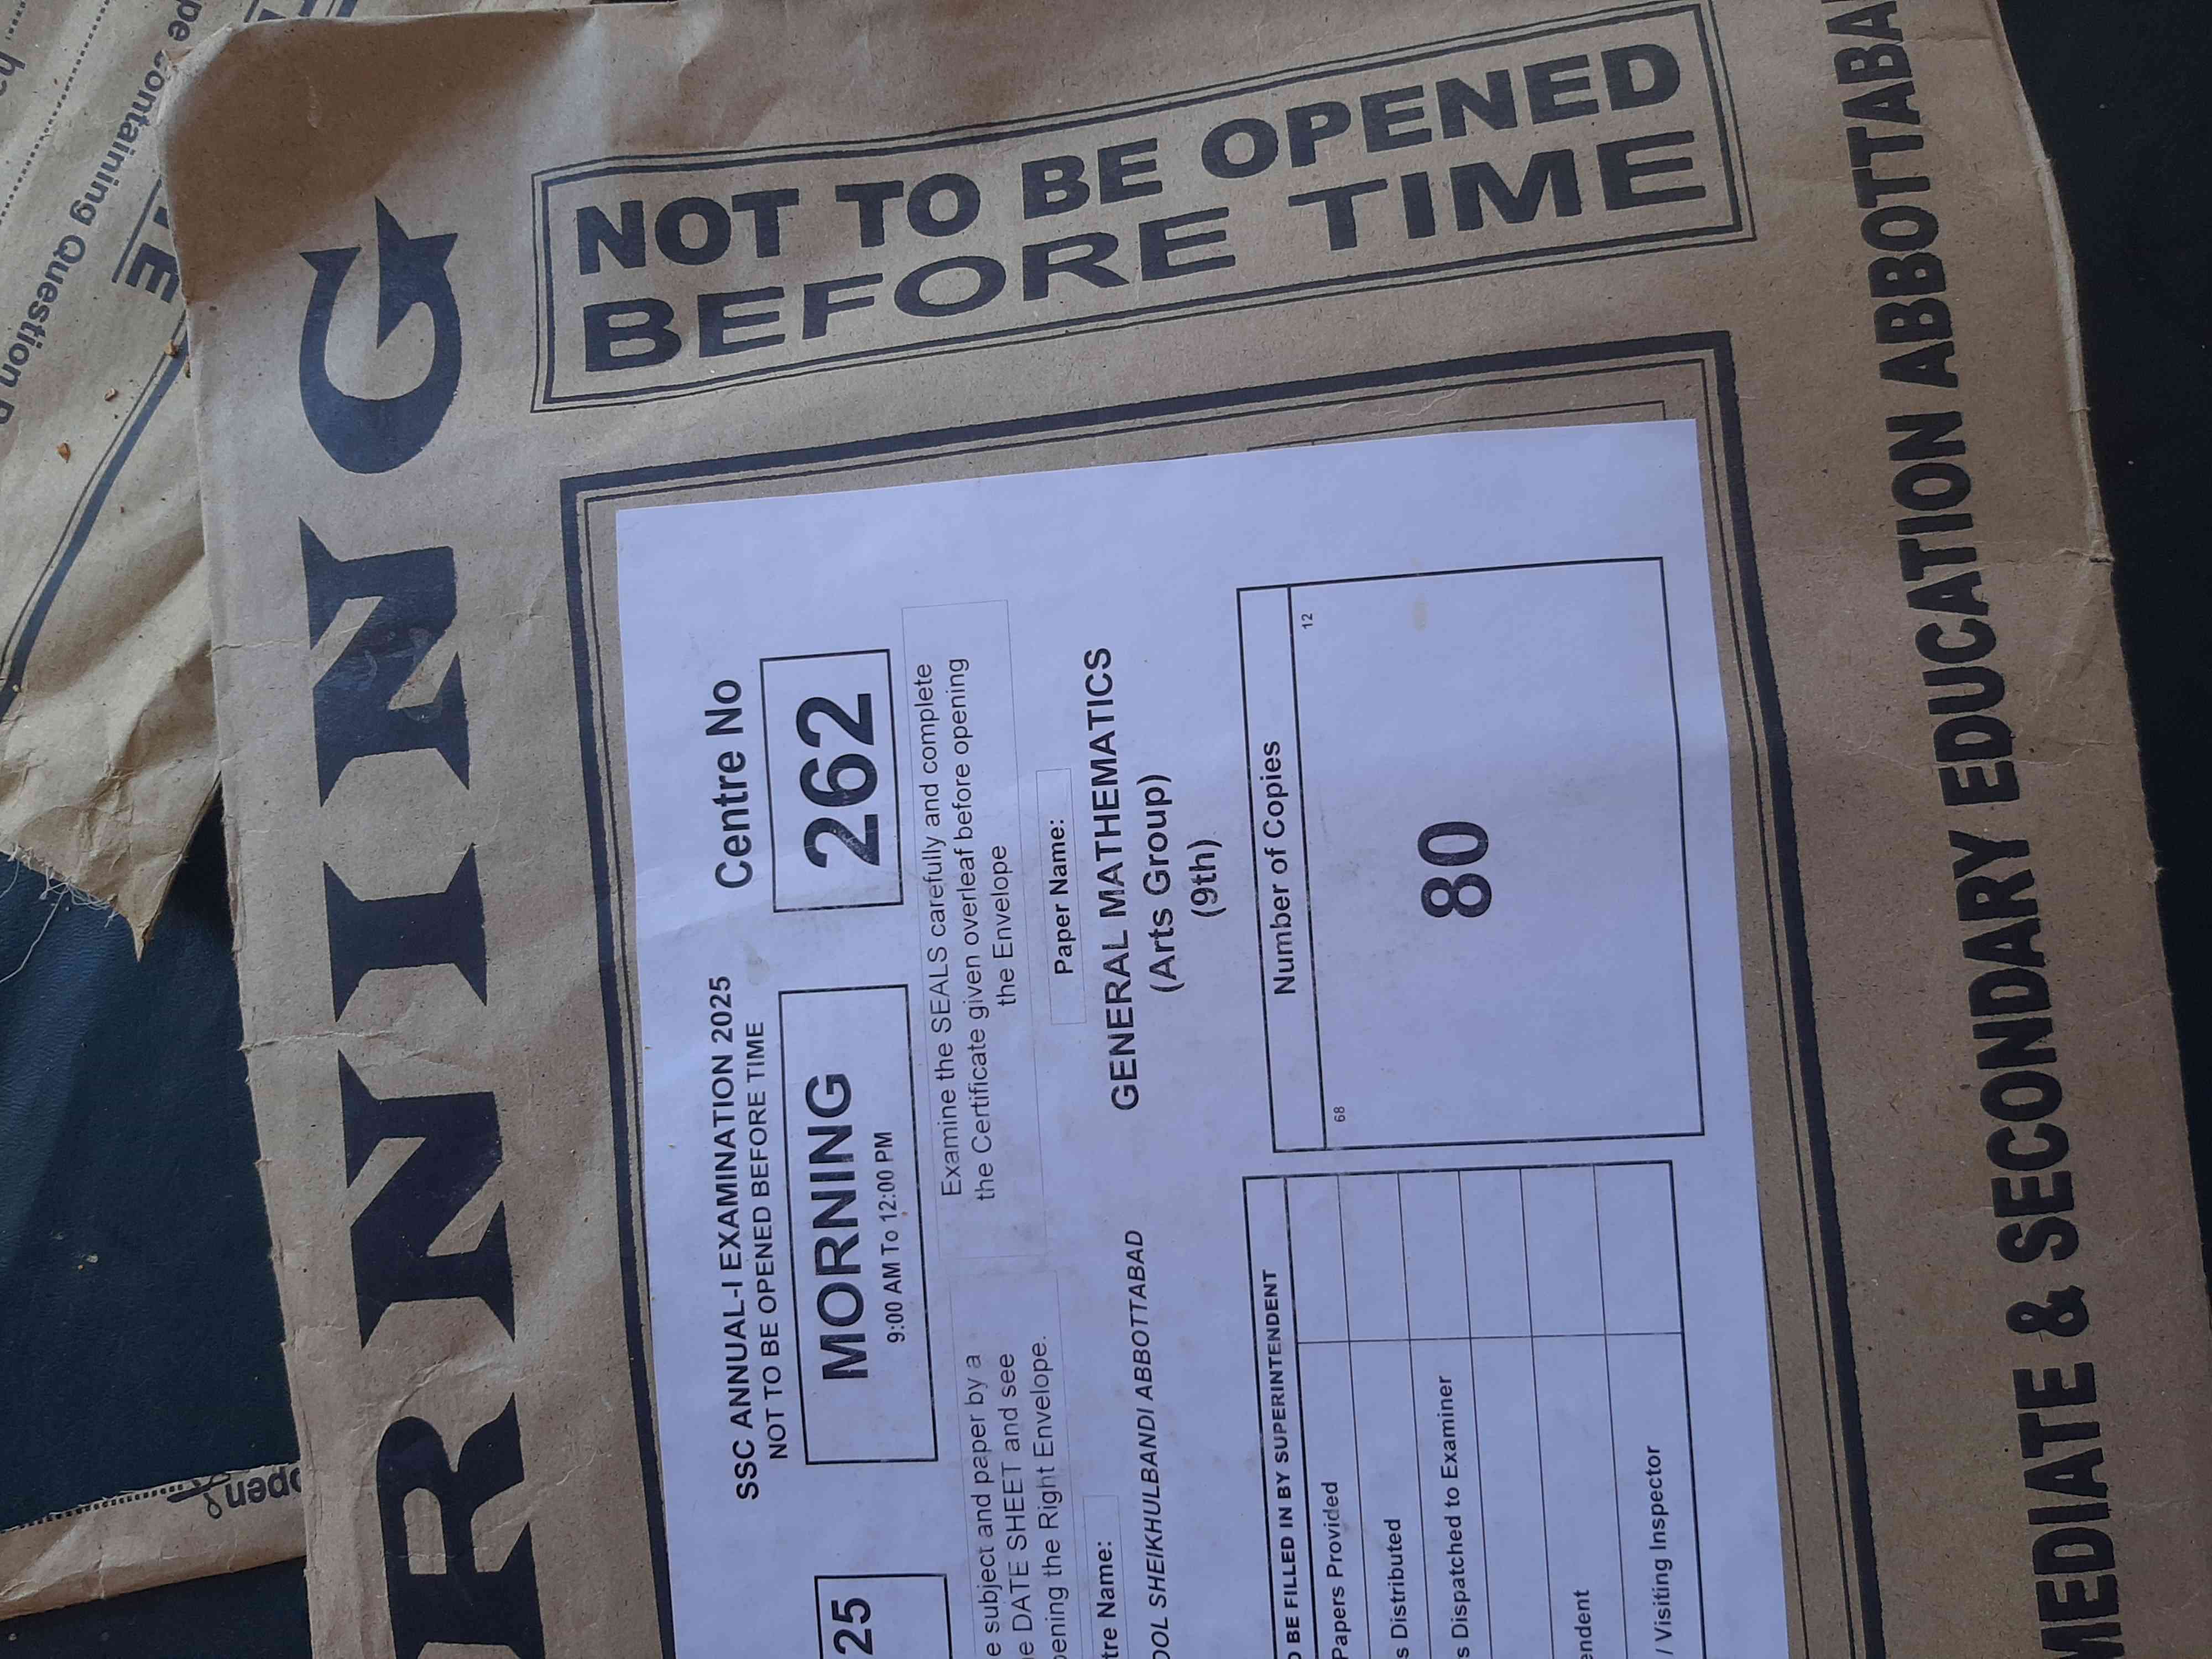 RNING
NOT TO BE OPENED
BEFORE TIME
SSC ANNUAL-I EXAMINATION 2025
NOT TO BE OPENED BEFORE TIME
Centre No
25
MORNING
9:00 AM To 12:00 PM
262
e subject and paper by a
e DATE SHEET and see
pening the Right Envelope.
Examine the SEALS carefully and complete
the Certificate given overleaf before opening
the Envelope
tre Name:
OOL SHEIKHULBANDI ABBOTTABAD
Paper Name:
GENERAL MATHEMATICS
(Arts Group)
(9th)
O BE FILLED IN BY SUPERINTENDENT
Papers Provided
s Distributed
s Dispatched to Examiner
endent
/ Visiting Inspector
Number of Copies
68 12
80
MEDIATE & SECONDARY EDUCATION ABBOTTABA
pe Containing Question P
TE
open